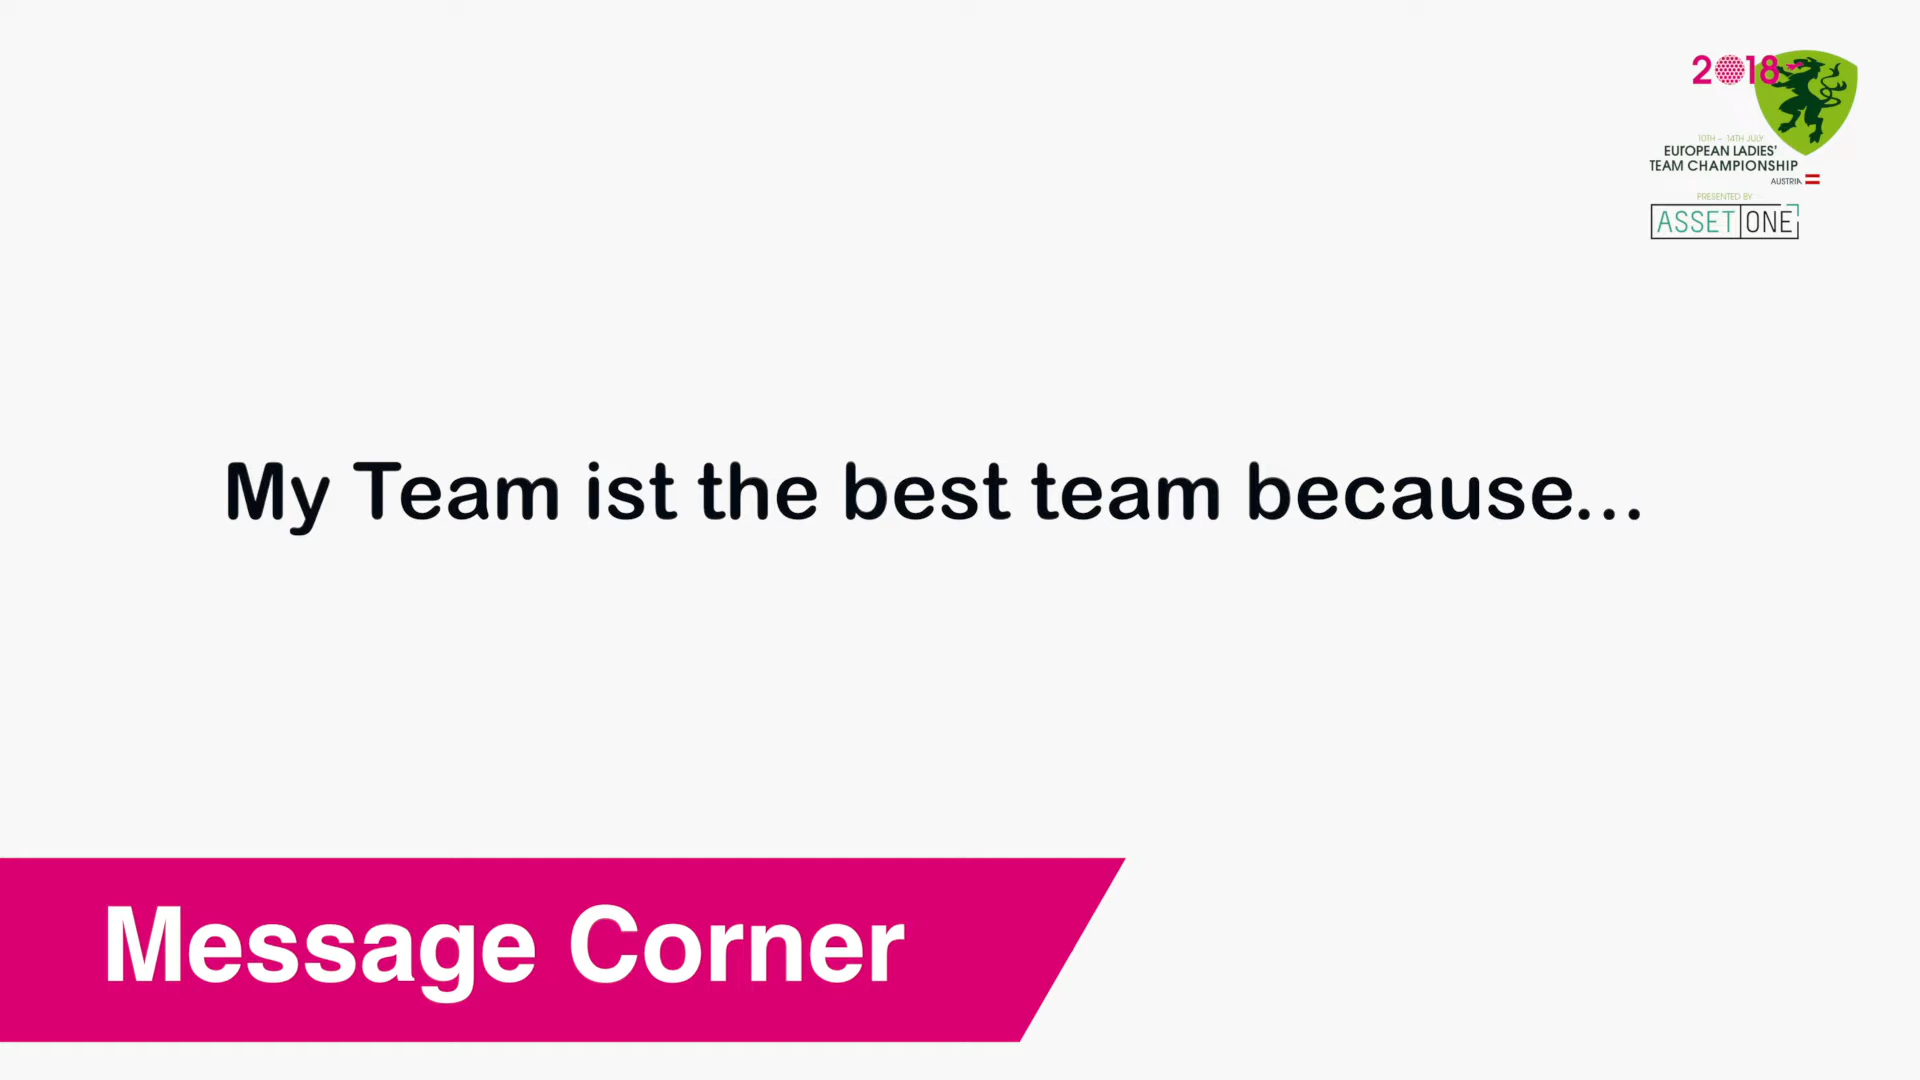 2018
10TH – 14TH JULY
EUROPEAN LADIES'
TEAM CHAMPIONSHIP
AUSTRIA
PRESENTED BY
ASSET ONE
My Team ist the best team because...
Message Corner